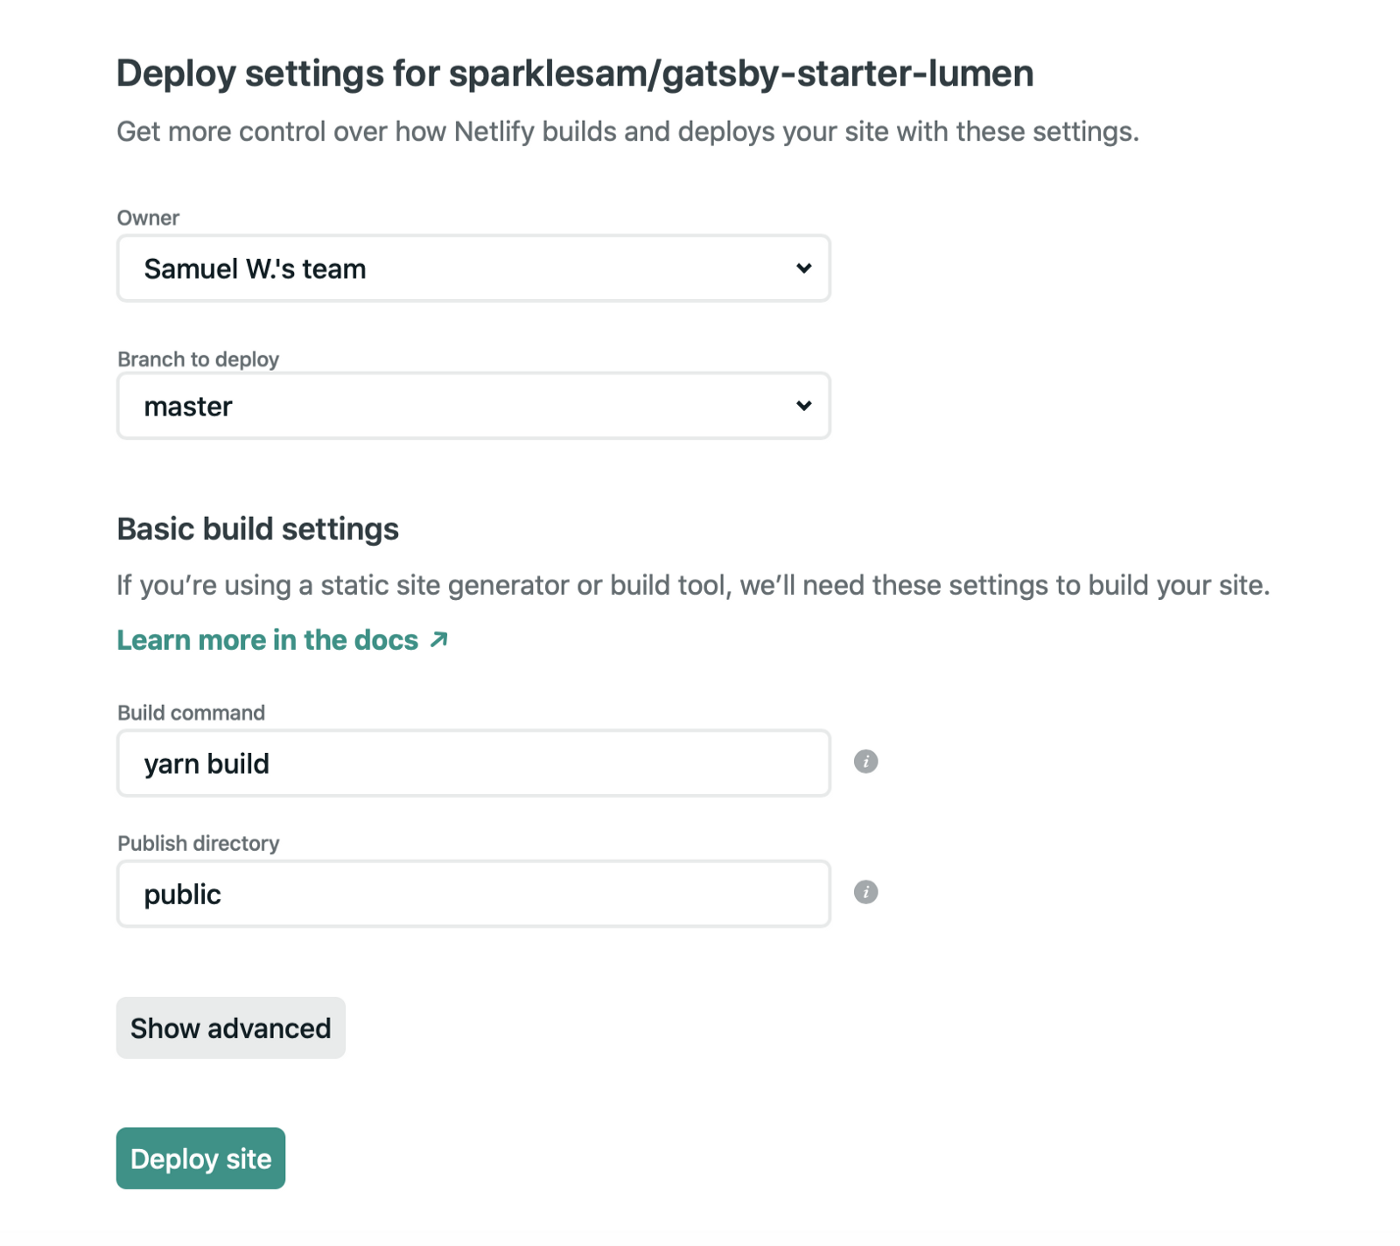 Deploy settings for sparklesam/gatsby-starter-lumen
Get more control over how Netlify builds and deploys your site with these settings.
Owner
Samuel W.'s team
Branch to deploy
master
Basic build settings
If you’re using a static site generator or build tool, we’ll need these settings to build your site.
Learn more in the docs ↗
Build command
yarn build
i
Publish directory
public
i
Show advanced
Deploy site